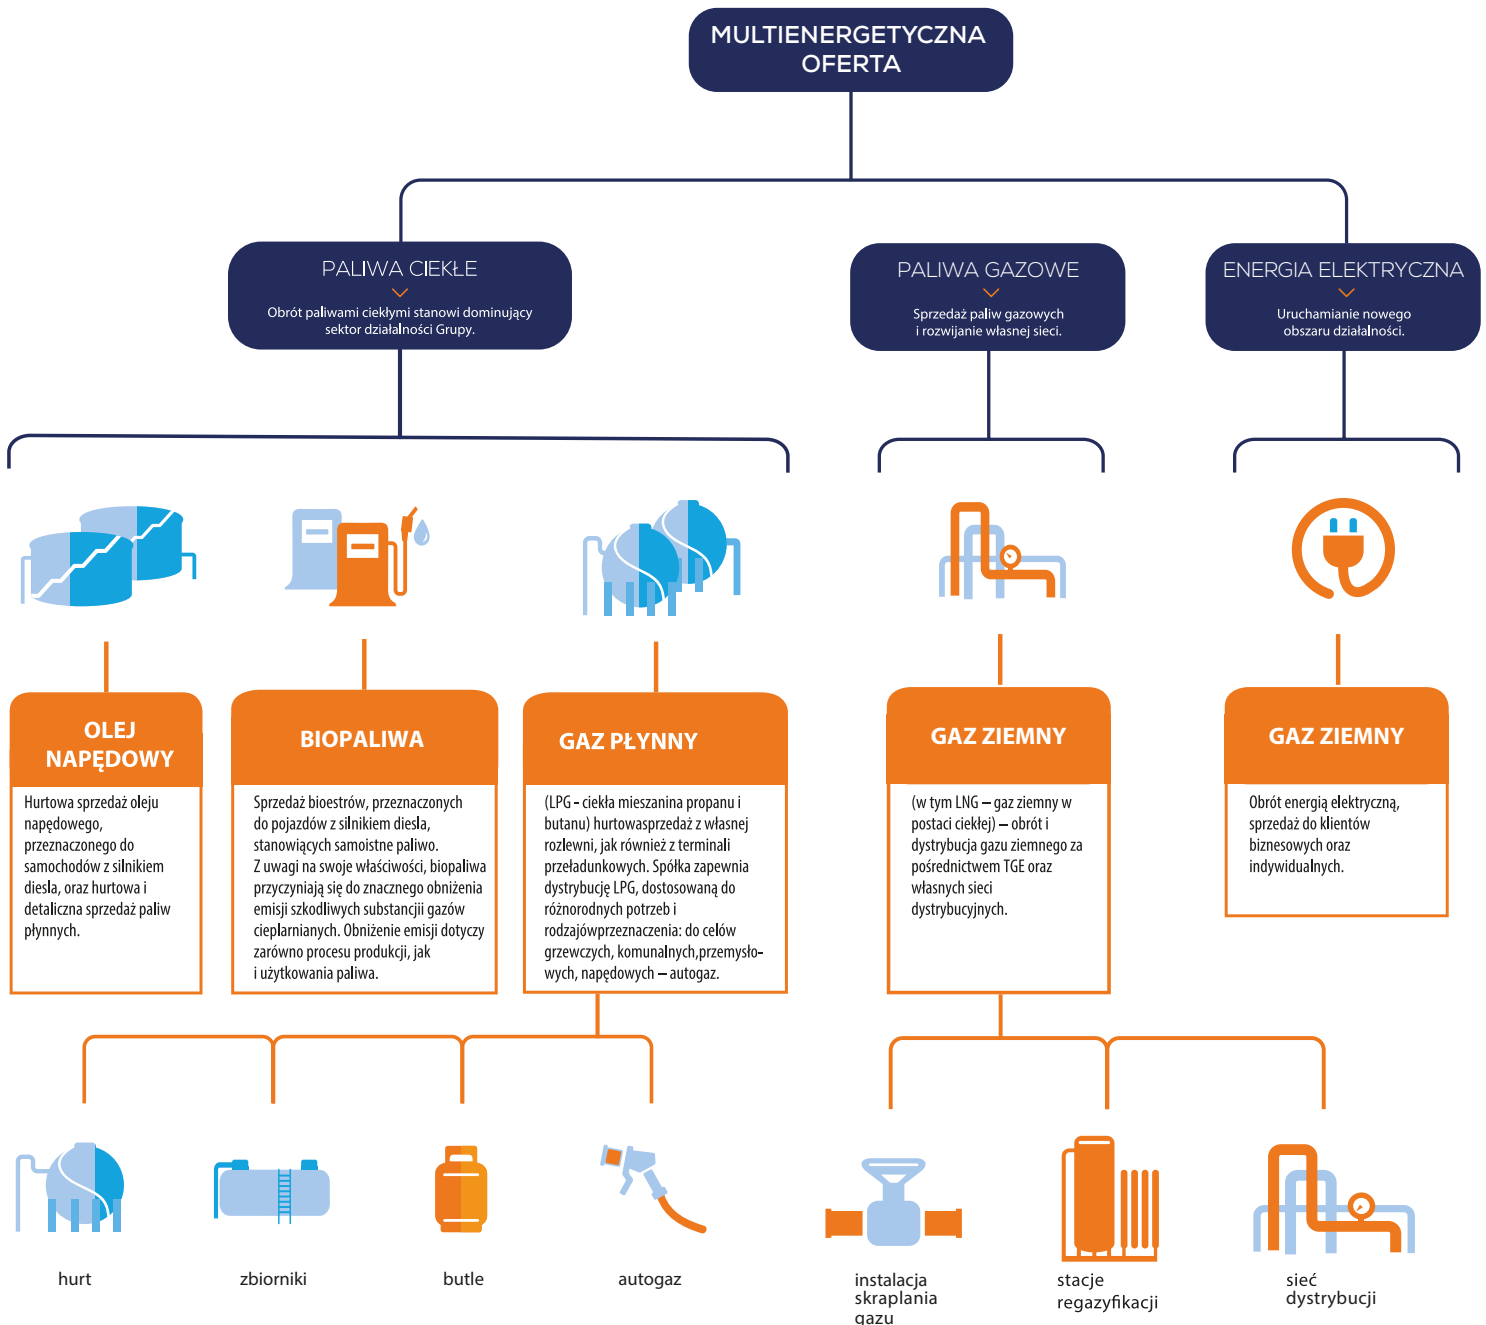 MULTIENERGETYCZNA
OFERTA
PALIWA CIEKŁE
Obrót paliwami ciekłymi stanowi dominujący
sektor działalności Grupy.
PALIWA GAZOWE
Sprzedaż paliw gazowych
i rozwijanie własnej sieci.
ENERGIA ELEKTRYCZNA
Uruchamianie nowego
obszaru działalności.
OLEJ
NAPĘDOWY
Hurtowa sprzedaż oleju
napędowego,
przeznaczonego do
samochodów z silnikiem
diesla, oraz hurtowa i
detaliczna sprzedaż paliw
płynnych.
BIOPALIWA
Sprzedaż bioestrów, przeznaczonych
do pojazdów z silnikiem diesla,
stanowiących samoistne paliwo.
Z uwagi na swoje właściwości, biopaliwa
przyczyniają się do znacznego obniżenia
emisji szkodliwych substancjii gazów
cieplarnianych. Obniżenie emisji dotyczy
zarówno procesu produkcji, jak
i użytkowania paliwa.
GAZ PŁYNNY
(LPG - ciekła mieszanina propanu i
butanu) hurtowasprzedaż z własnej
rozlewni, jak również z terminali
przeładunkowych. Spółka zapewnia
dystrybucję LPG, dostosowaną do
różnorodnych potrzeb i
rodzajówprzeznaczenia: do celów
grzewczych, komunalnych,przemysło-
wych, napędowych – autogaz.
GAZ ZIEMNY
(w tym LNG – gaz ziemny w
postaci ciekłej) – obrót i
dystrybucja gazu ziemnego za
pośrednictwem TGE oraz
własnych sieci
dystrybucyjnych.
GAZ ZIEMNY
Obrót energią elektryczną,
sprzedaż do klientów
biznesowych oraz
indywidualnych.
hurt
zbiorniki
butle
autogaz
instalacja
skraplania
gazu
stacje
regazyfikacji
sieć
dystrybucji